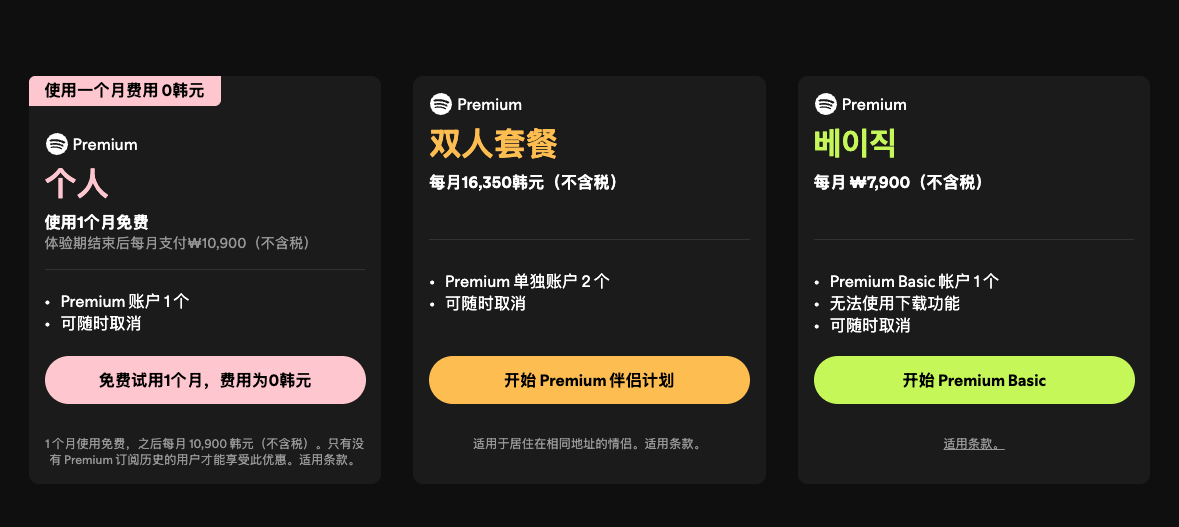 使用一个月费用 0韩元
Premium
个人
使用1个月免费
体验期结束后每月支付₩10,900（不含税）
• Premium 账户 1 个
• 可随时取消
免费试用1个月，费用为0韩元
1 个月使用免费，之后每月 10,900 韩元（不含税）。只有没
有 Premium 订阅历史的用户才能享受此优惠。适用条款。
Premium
双人套餐
每月16,350韩元（不含税）
• Premium 单独账户 2 个
• 可随时取消
开始 Premium 伴侣计划
适用于居住在相同地址的情侣。适用条款。
Premium
베이직
每月 ₩7,900（不含税）
• Premium Basic 帐户 1 个
• 无法使用下载功能
• 可随时取消
开始 Premium Basic
适用条款。